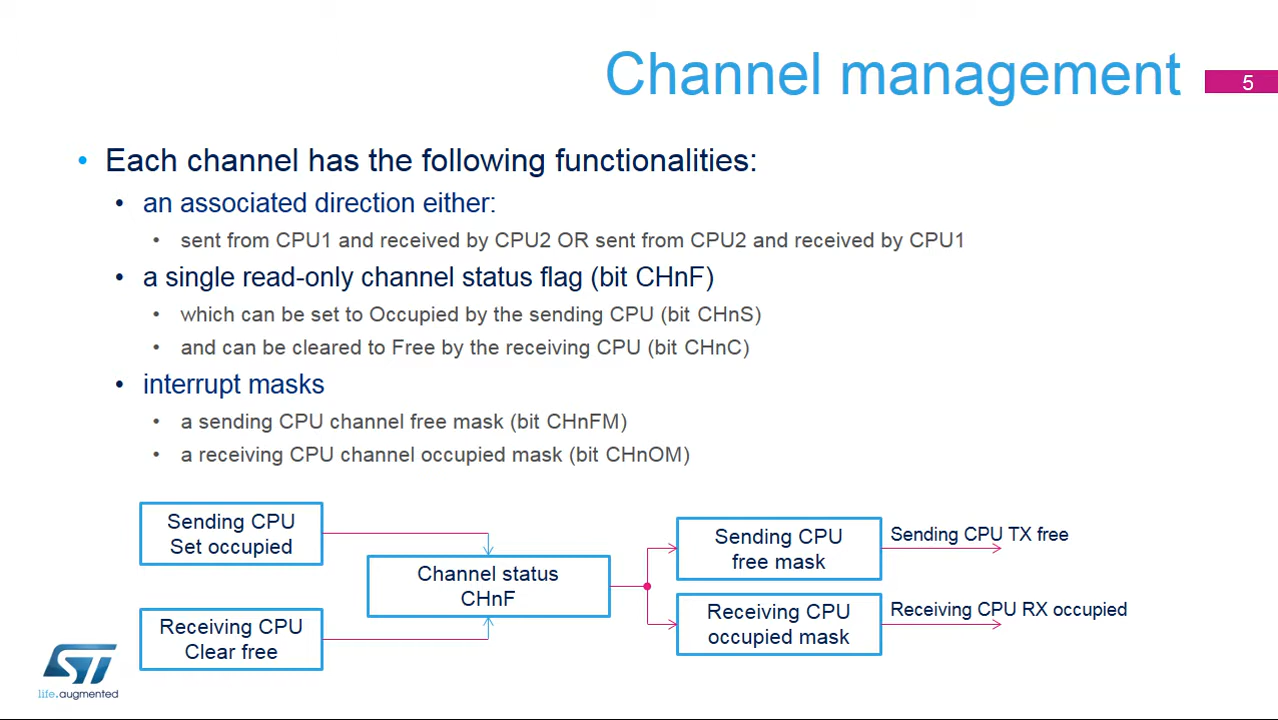 Channel management
5
• Each channel has the following functionalities:
• an associated direction either:
• sent from CPU1 and received by CPU2 OR sent from CPU2 and received by CPU1
• a single read-only channel status flag (bit CHnF)
• which can be set to Occupied by the sending CPU (bit CHnS)
• and can be cleared to Free by the receiving CPU (bit CHnC)
• interrupt masks
• a sending CPU channel free mask (bit CHnFM)
• a receiving CPU channel occupied mask (bit CHnOM)
Sending CPU
Set occupied
Receiving CPU
Clear free
Channel status
CHnF
Sending CPU
free mask
Sending CPU TX free
Receiving CPU
occupied mask
Receiving CPU RX occupied
ST
life.augmented